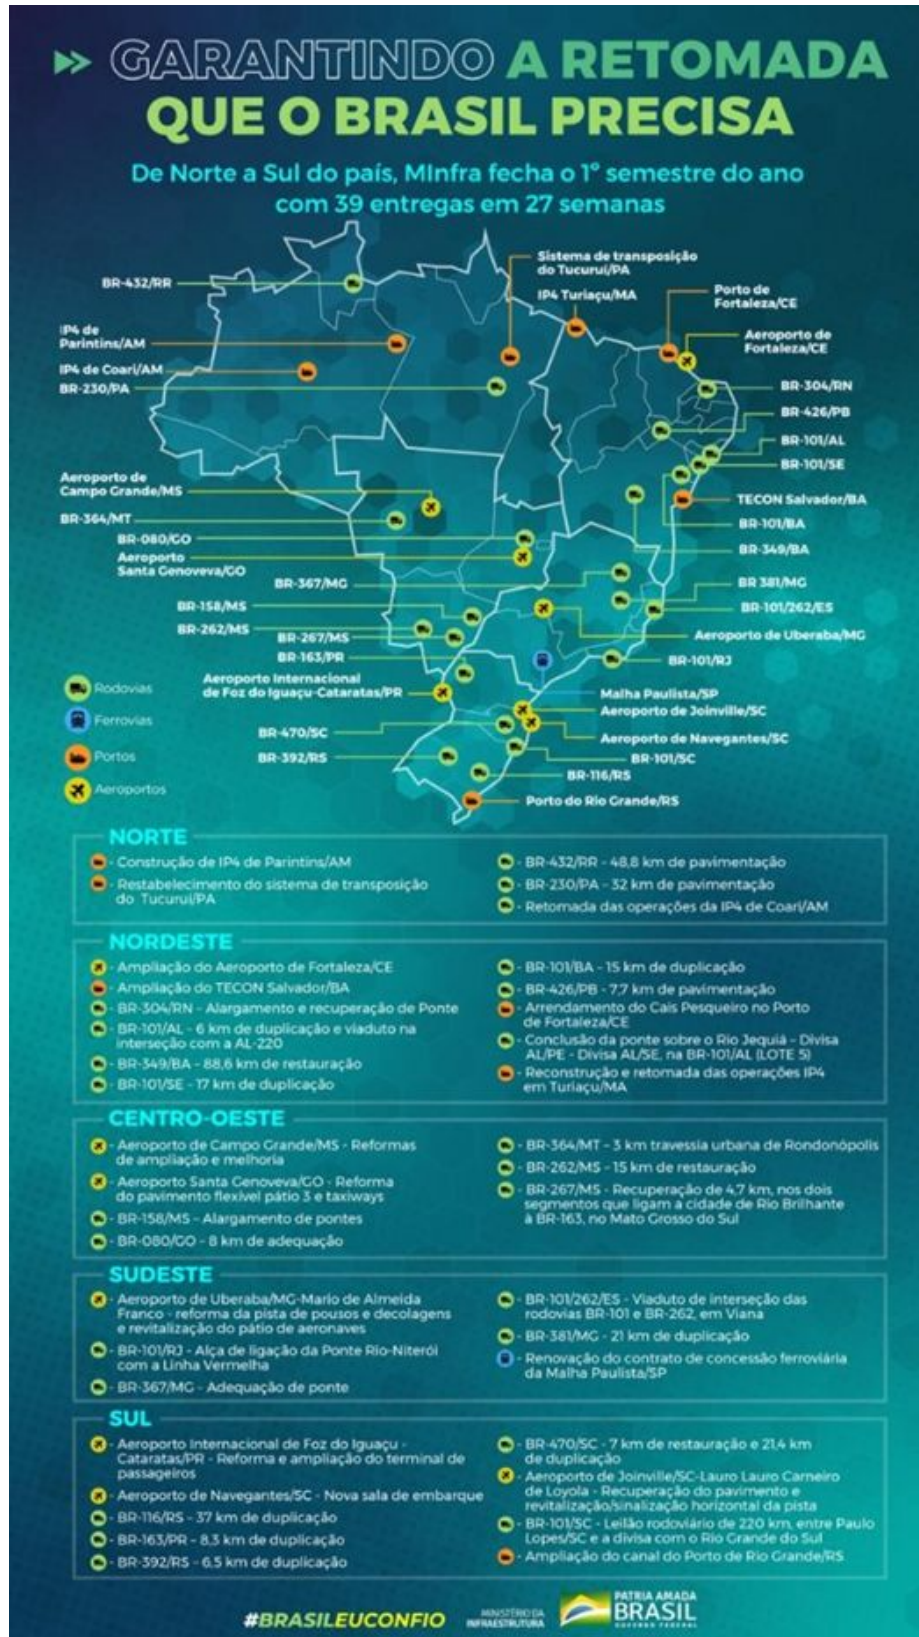 GARANTINDO A RETOMADA
QUE O BRASIL PRECISA
De Norte a Sul do país, MInfra fecha o 1º semestre do ano
com 39 entregas em 27 semanas
Sistema de transposição
do Tucuruí/PA
BR-432/RR
IP4 Turiaçu/MA
Porto de
Fortaleza/CE
IP4 de
Parintins/AM
Aeroporto de
Fortaleza/CE
IP4 de Coari/AM
BR-230/PA
BR-304/RN
BR-426/PB
BR-101/AL
BR-101/SE
Aeroporto de
Campo Grande/MS
TECON Salvador/BA
BR-364/MT
BR-101/BA
BR-080/GO
BR-349/BA
Aeroporto
Santa Genoveva/GO
BR-367/MG
BR 381/MG
BR-158/MS
BR-101/262/ES
BR-262/MS
BR-267/MS
Aeroporto de Uberaba/MG
BR-163/PR
BR-101/RJ
Aeroporto Internacional
de Foz do Iguaçu-Cataratas/PR
Rodovias
Malha Paulista/SP
Aeroporto de Joinville/SC
Ferrovias
BR-470/SC
Aeroporto de Navegantes/SC
Portos
BR-392/RS
BR-101/SC
BR-116/RS
Aeroportos
Porto do Rio Grande/RS
NORTE
- Construção de IP4 de Parintins/AM
- Restabelecimento do sistema de transposição
do Tucuruí/PA
- BR-432/RR - 48,8 km de pavimentação
- BR-230/PA - 32 km de pavimentação
- Retomada das operações da IP4 de Coari/AM
NORDESTE
- Ampliação do Aeroporto de Fortaleza/CE
- Ampliação do TECON Salvador/BA
- BR-304/RN - Alargamento e recuperação de Ponte
- BR-101/AL - 6 km de duplicação e viaduto na
interseção com a AL-220
- BR-349/BA - 88,6 km de restauração
- BR-101/SE - 17 km de duplicação
- BR-101/BA - 15 km de duplicação
- BR-426/PB - 7,7 km de pavimentação
- Arrendamento do Cais Pesqueiro no Porto
de Fortaleza/CE
- Conclusão da ponte sobre o Rio Jequiá - Divisa
AL/PE - Divisa AL/SE, na BR-101/AL (LOTE 5)
- Reconstrução e retomada das operações IP4
em Turiaçu/MA
CENTRO-OESTE
- Aeroporto de Campo Grande/MS - Reformas
de ampliação e melhoria
- Aeroporto Santa Genoveva/GO - Reforma
do pavimento flexível pátio 3 e taxiways
- BR-158/MS - Alargamento de pontes
- BR-080/GO - 8 km de adequação
- BR-364/MT - 3 km travessia urbana de Rondonópolis
- BR-262/MS - 15 km de restauração
- BR-267/MS - Recuperação de 4,7 km, nos dois
segmentos que ligam a cidade de Rio Brilhante
à BR-163, no Mato Grosso do Sul
SUDESTE
- Aeroporto de Uberaba/MG-Mario de Almeida
Franco - reforma da pista de pousos e decolagens
e revitalização do pátio de aeronaves
- BR-101/RJ - Alça de ligação da Ponte Rio-Niterói
com a Linha Vermelha
- BR-367/MG - Adequação de ponte
- BR-101/262/ES - Viaduto de interseção das
rodovias BR-101 e BR-262, em Viana
- BR-381/MG - 21 km de duplicação
- Renovação do contrato de concessão ferroviária
da Malha Paulista/SP
SUL
- Aeroporto Internacional de Foz do Iguaçu -
Cataratas/PR - Reforma e ampliação do terminal de
passageiros
- Aeroporto de Navegantes/SC - Nova sala de embarque
- BR-116/RS - 37 km de duplicação
- BR-163/PR - 8,3 km de duplicação
- BR-392/RS - 6,5 km de duplicação
- BR-470/SC - 7 km de restauração e 21,4 km
de duplicação
- Aeroporto de Joinville/SC-Lauro Lauro Carneiro
de Loyola - Recuperação do pavimento e
revitalização/sinalização horizontal da pista
- BR-101/SC - Leilão rodoviário de 220 km, entre Paulo
Lopes/SC e a divisa com o Rio Grande do Sul
- Ampliação do canal do Porto de Rio Grande/RS
#BRASILEUCONFIO
MINISTÉRIO DA
INFRAESTRUTURA
PÁTRIA AMADA
BRASIL
GOVERNO FEDERAL